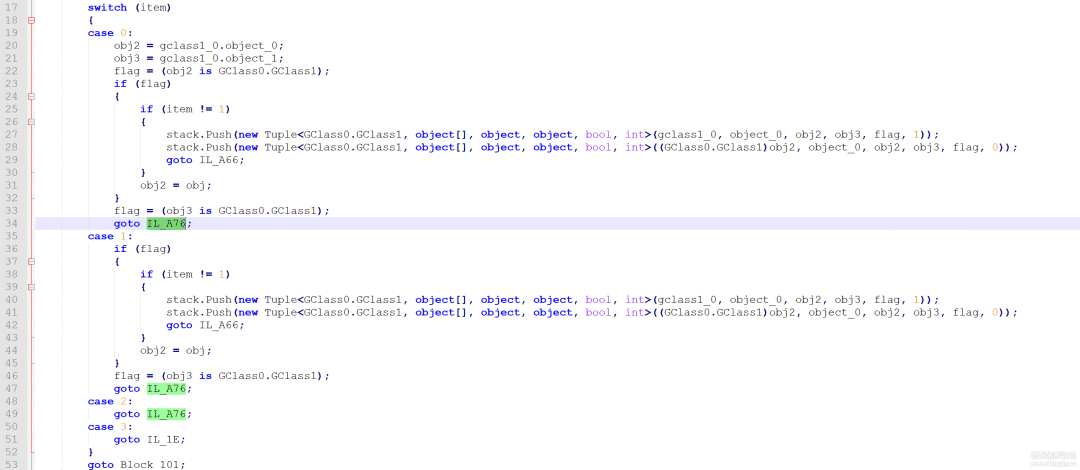 17 switch (item)
18 {
19 case 0:
20 obj2 = gclass1_0.object_0;
21 obj3 = gclass1_0.object_1;
22 flag = (obj2 is GClass0.GClass1);
23 if (flag)
24 {
25 if (item != 1)
26 {
27 stack.Push(new Tuple<GClass0.GClass1, object[], object, object, bool, int>(gclass1_0, object_0, obj2, obj3, flag, 1));
28 stack.Push(new Tuple<GClass0.GClass1, object[], object, object, bool, int>((GClass0.GClass1)obj2, object_0, obj2, obj3, flag, 0));
29 goto IL_A66;
30 }
31 obj2 = obj;
32 }
33 flag = (obj3 is GClass0.GClass1);
34 goto IL_A76;
35 case 1:
36 if (flag)
37 {
38 if (item != 1)
39 {
40 stack.Push(new Tuple<GClass0.GClass1, object[], object, object, bool, int>(gclass1_0, object_0, obj2, obj3, flag, 1));
41 stack.Push(new Tuple<GClass0.GClass1, object[], object, object, bool, int>((GClass0.GClass1)obj2, object_0, obj2, obj3, flag, 0));
42 goto IL_A66;
43 }
44 obj2 = obj;
45 }
46 flag = (obj3 is GClass0.GClass1);
47 goto IL_A76;
48 case 2:
49 goto IL_A76;
50 case 3:
51 goto IL_1E;
52 }
53 goto Block_101;